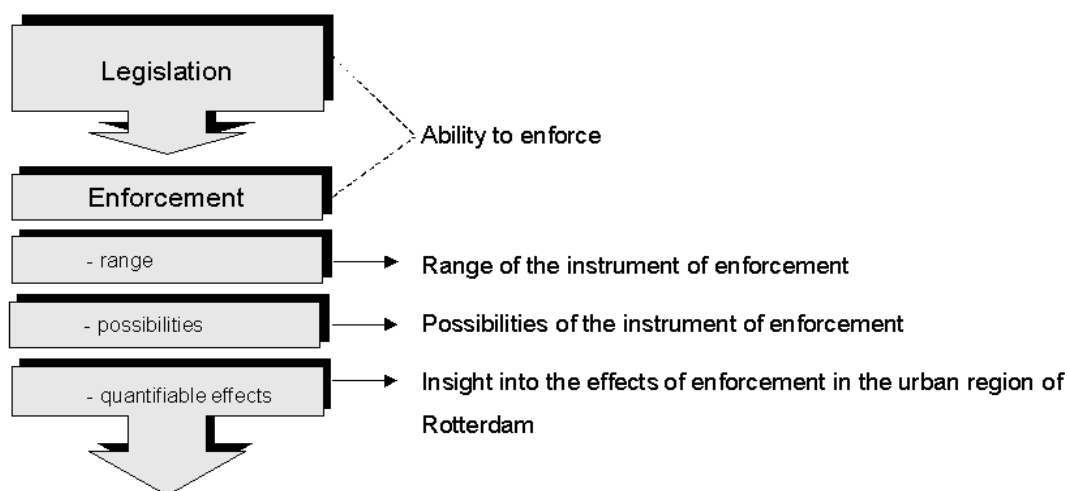 Legislation
Ability to enforce
Enforcement
- range
Range of the instrument of enforcement
- possibilities
Possibilities of the instrument of enforcement
- quantifiable effects
Insight into the effects of enforcement in the urban region of
Rotterdam